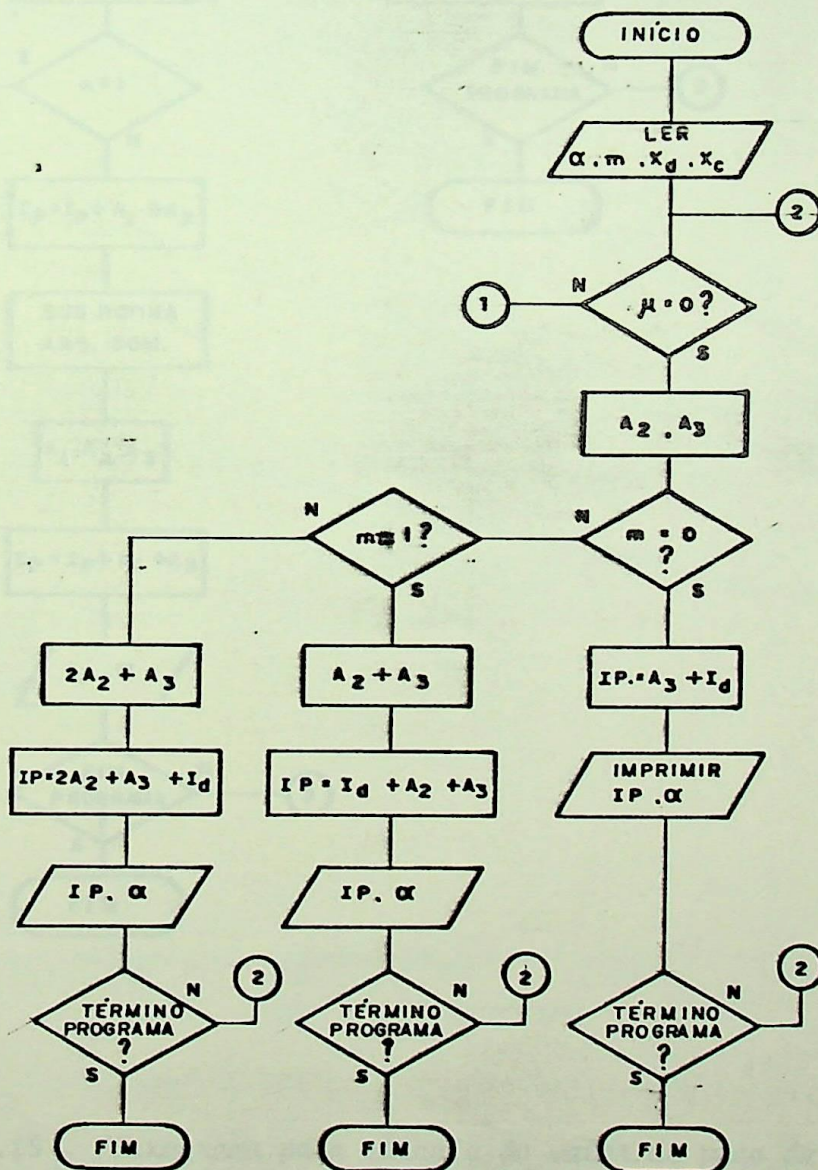 INÍCIO
LER
α. m. X_d. X_c
2
N
1
μ=0?
S
A_2. A_3
N
m=1?
N
m=0
?
S
S
2A_2+A_3
A_2+A_3
IP.=A_3+I_d
IP=2A_2+A_3+I_d
IP=I_d+A_2+A_3
IMPRIMIR
IP.α
IP. α
IP. α
2
2
2
N
N
N
TÉRMINO
PROGRAMA
?
TÉRMINO
PROGRAMA
?
TÉRMINO
PROGRAMA
?
S
S
S
FIM
FIM
FIM